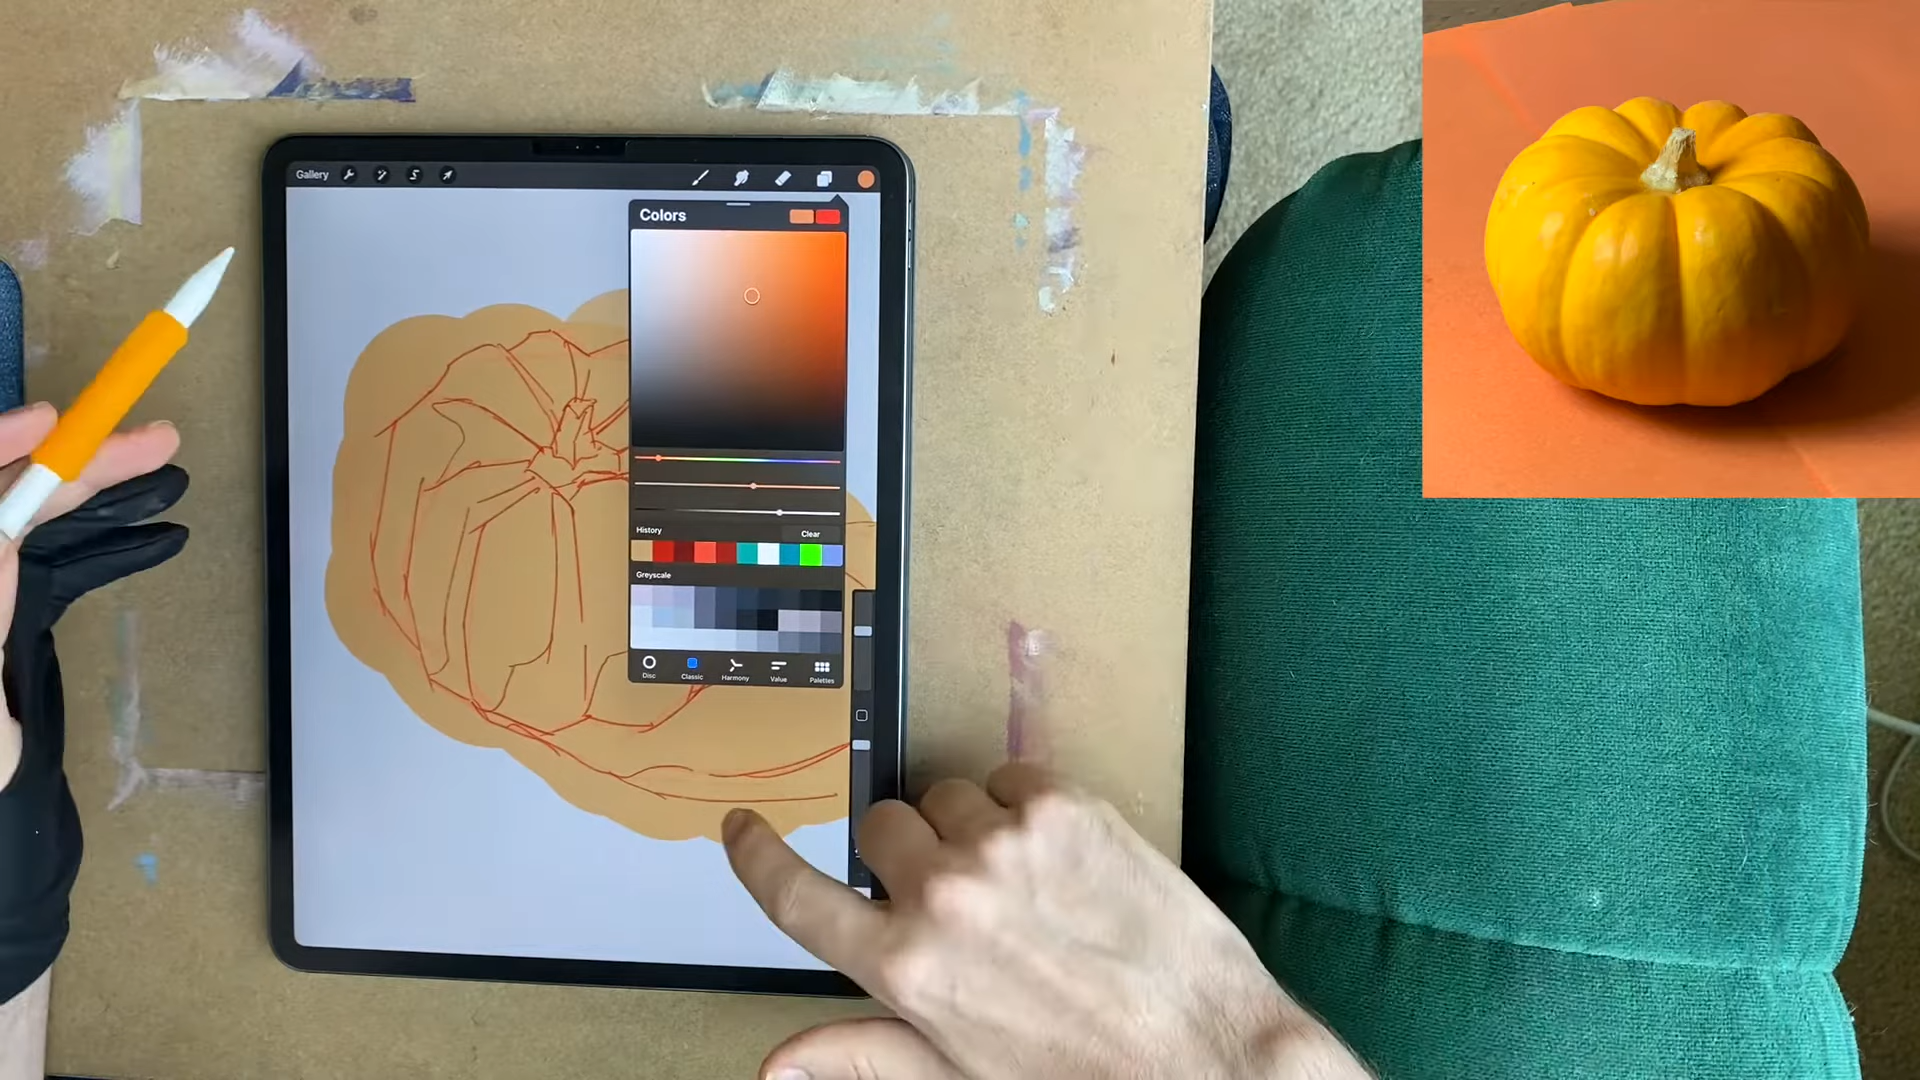 Gallery
Colors
History
Clear
Greyscale
Disc
Classic
Harmony
Value
Palettes